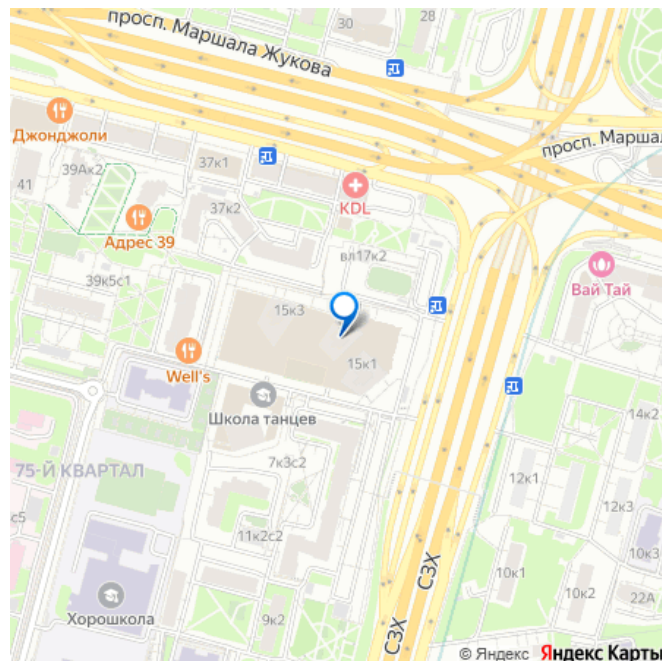 30
28
просп. Маршала Жукова
Джонджоли
просп. Маршал
37к1
39Ак2
41
KDL
37к2
Адрес 39
вл17к2
39к5с1
Вай Тай
15к3
15к1
Well's
Школа танцев
14к2
75-Й КВАРТАЛ
7к3с2
12к1
12к3
с5
11к2с2
10к3
СЗХ
10к1
10к2
22А
Хорошкола
9к2
СЗХ
© Яндекс Яндекс Карты